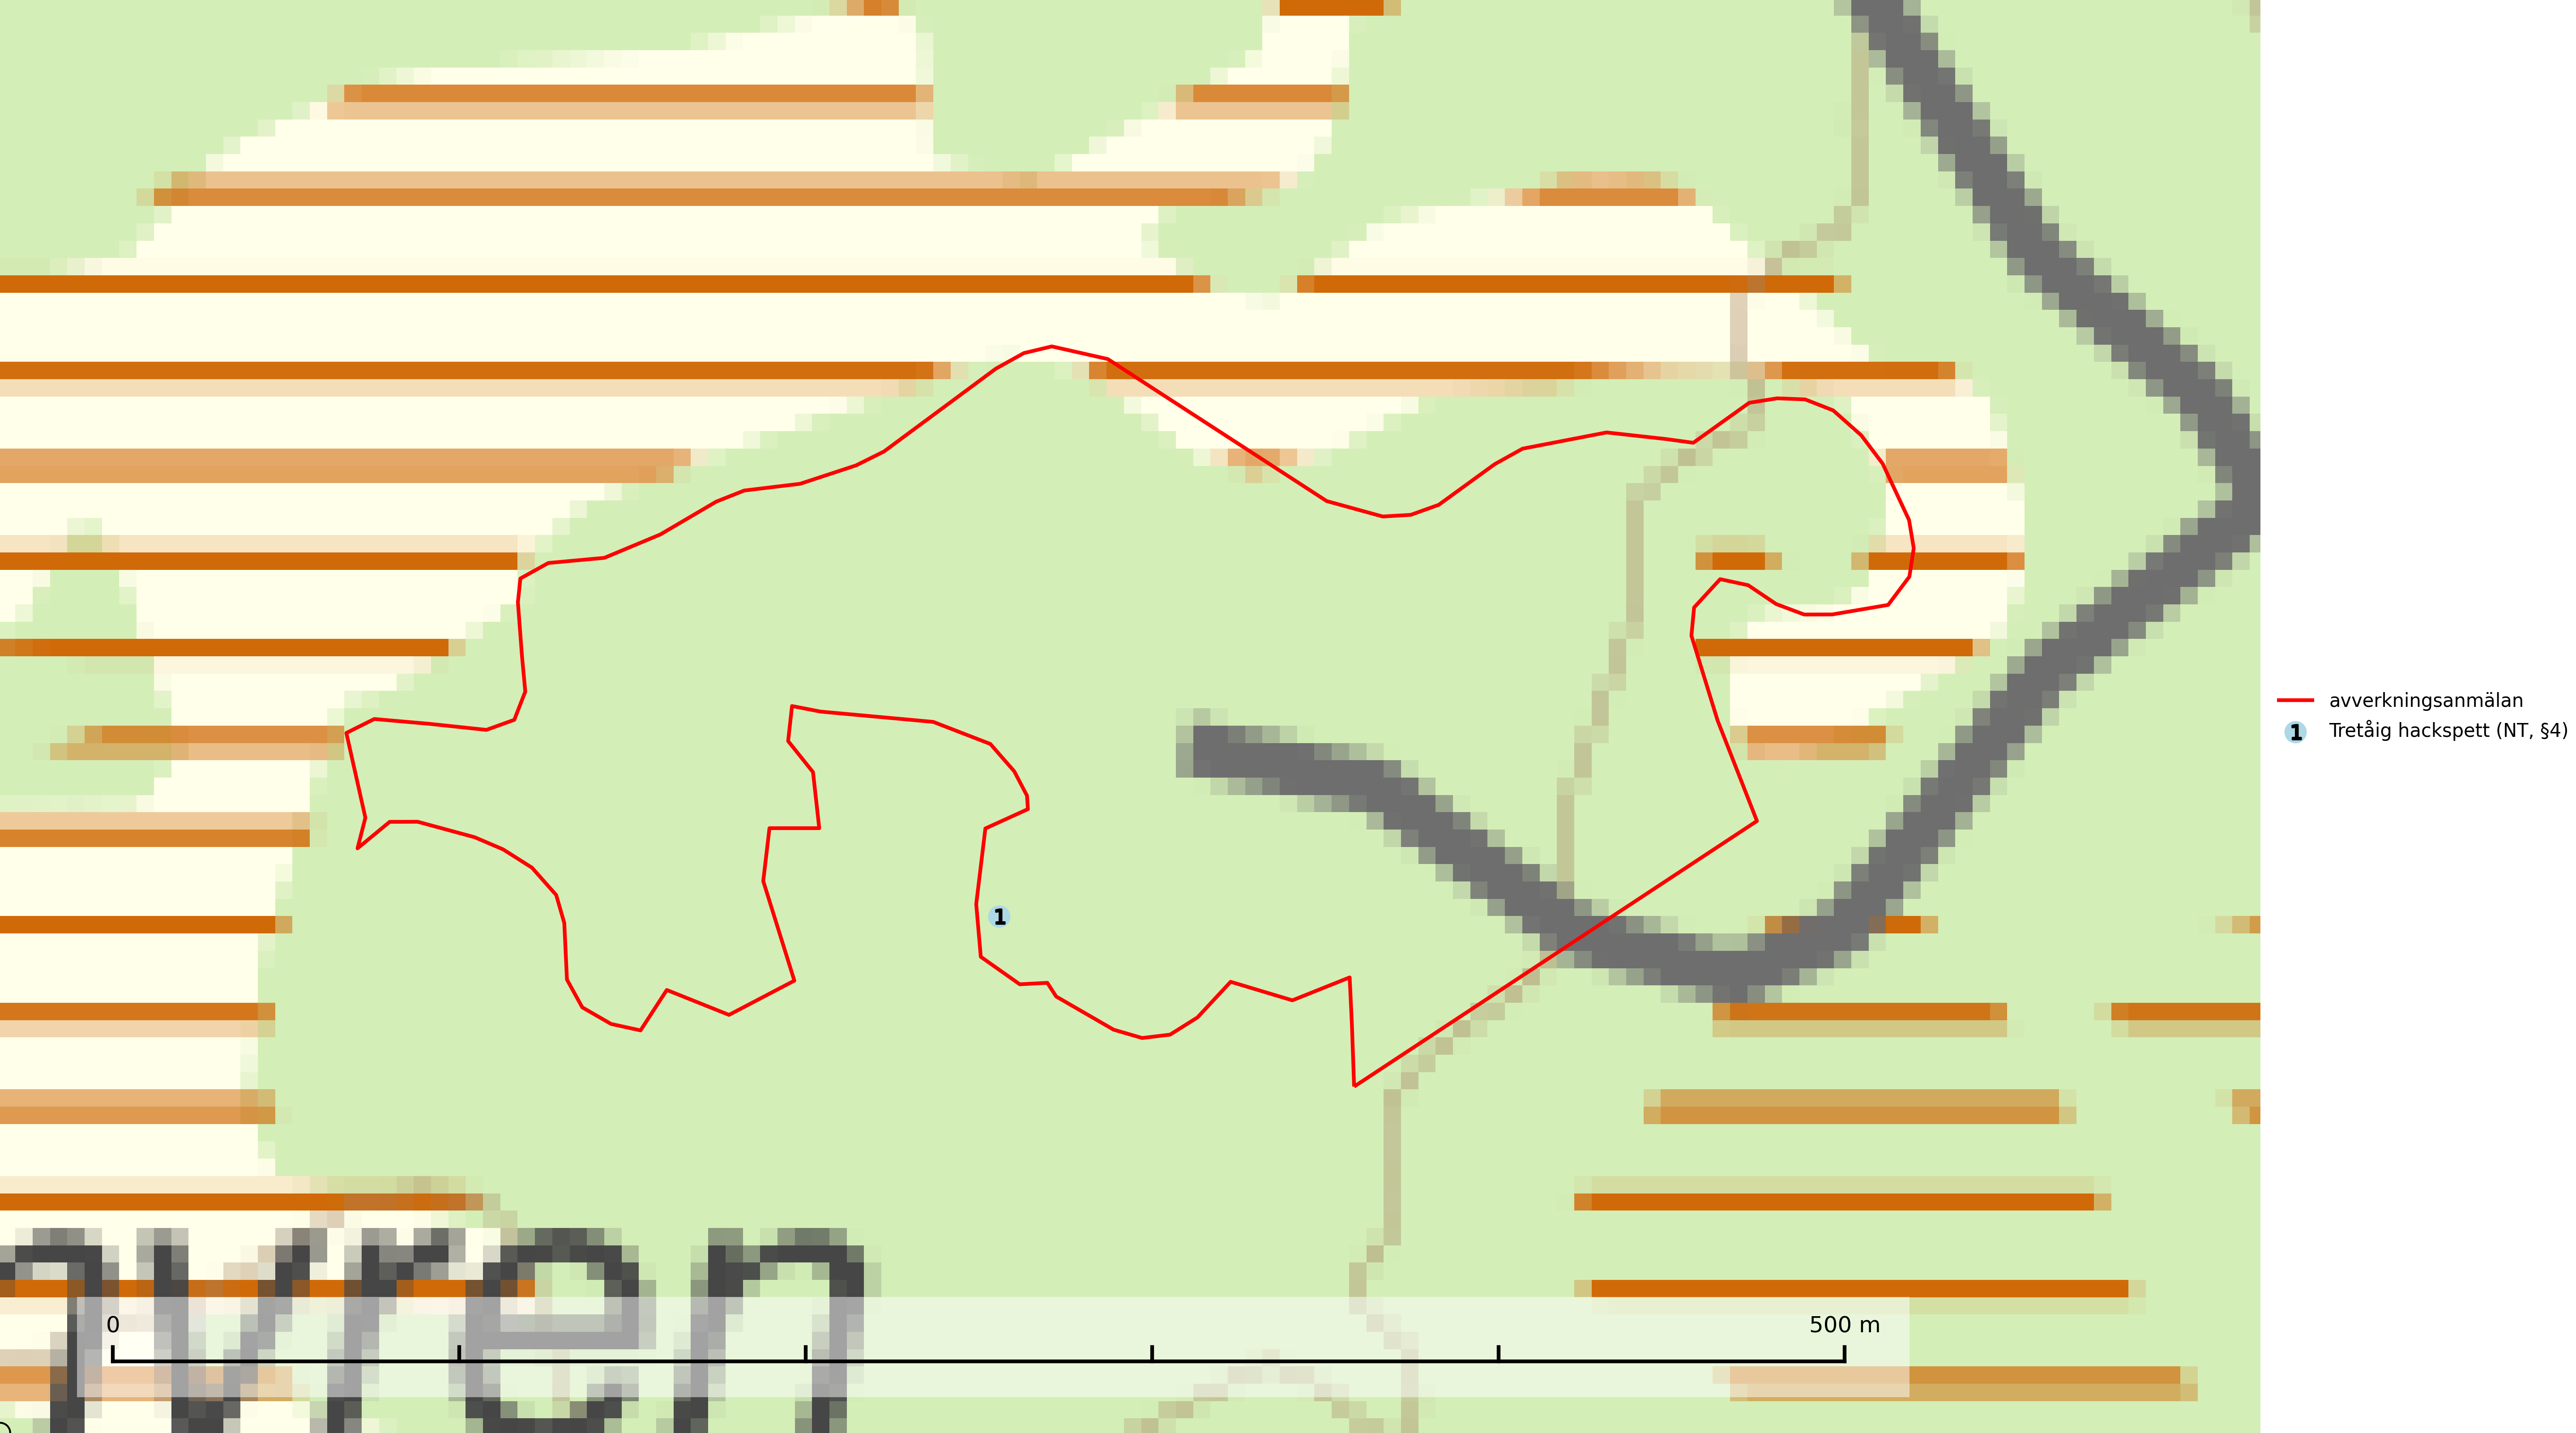 avverkningsanmälan
1 Tretåig hackspett (NT, §4)
1
0 500 m